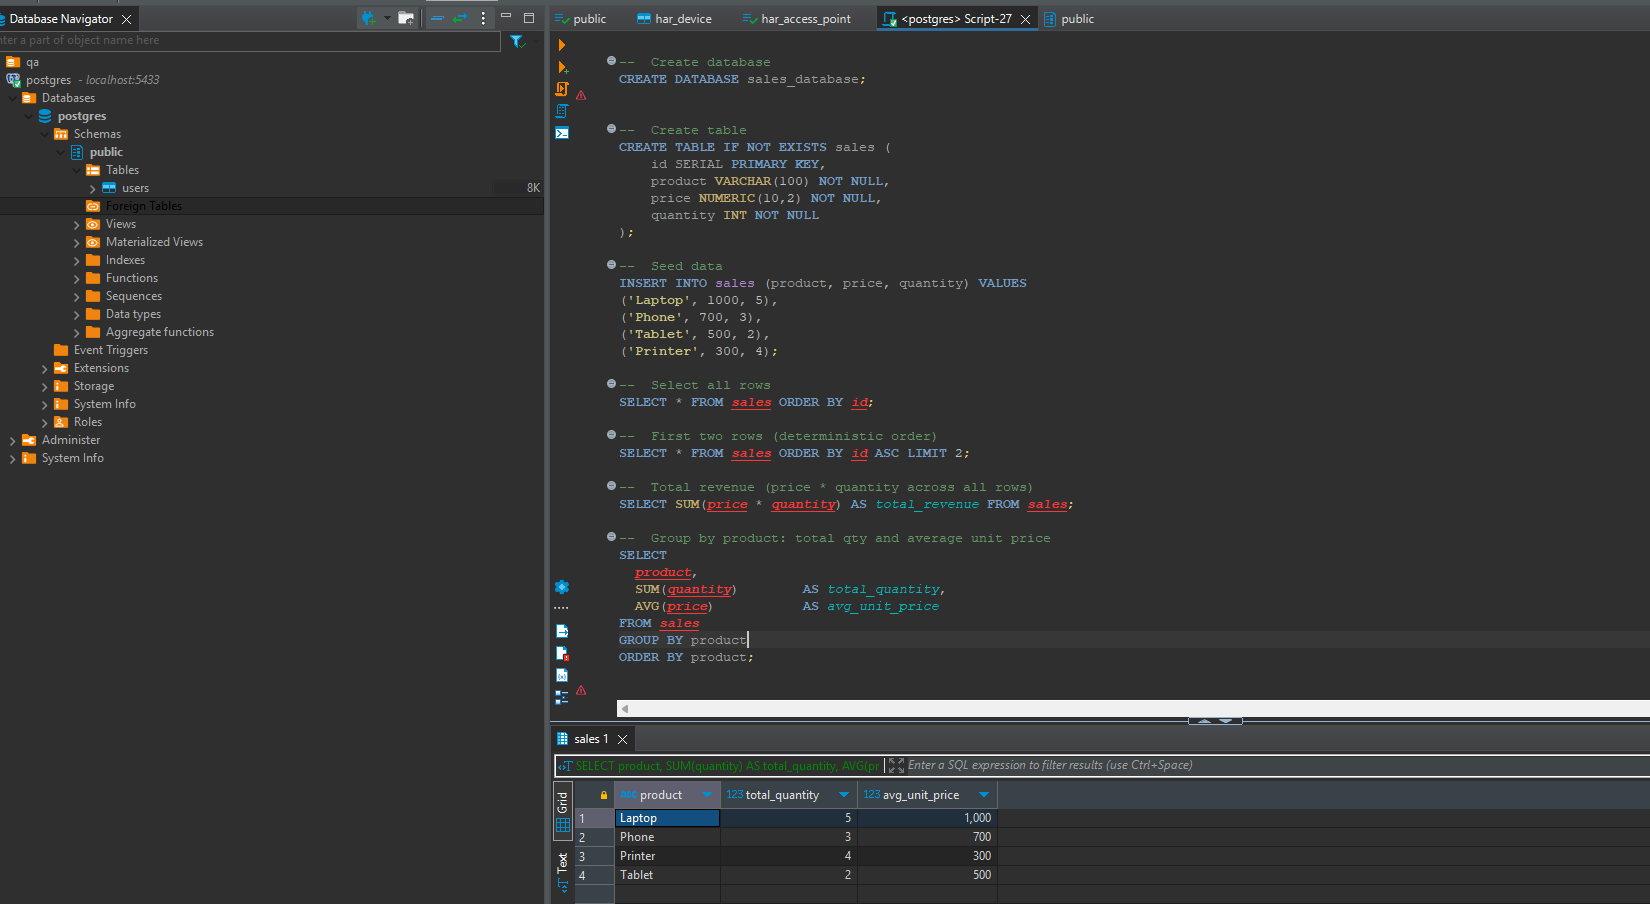 Database Navigator
public
har_device
har_access_point
<postgres> Script-27
public
nter a part of object name here
qa
postgres - localhost:5433
Databases
postgres
Schemas
public
Tables
users 8K
Foreign Tables
Views
Materialized Views
Indexes
Functions
Sequences
Data types
Aggregate functions
Event Triggers
Extensions
Storage
System Info
Roles
Administer
System Info
-- Create database
CREATE DATABASE sales_database;
-- Create table
CREATE TABLE IF NOT EXISTS sales (
id SERIAL PRIMARY KEY,
product VARCHAR(100) NOT NULL,
price NUMERIC(10,2) NOT NULL,
quantity INT NOT NULL
);
-- Seed data
INSERT INTO sales (product, price, quantity) VALUES
('Laptop', 1000, 5),
('Phone', 700, 3),
('Tablet', 500, 2),
('Printer', 300, 4);
-- Select all rows
SELECT * FROM sales ORDER BY id;
-- First two rows (deterministic order)
SELECT * FROM sales ORDER BY id ASC LIMIT 2;
-- Total revenue (price * quantity across all rows)
SELECT SUM(price * quantity) AS total_revenue FROM sales;
-- Group by product: total qty and average unit price
SELECT
product,
SUM(quantity) AS total_quantity,
AVG(price) AS avg_unit_price
FROM sales
GROUP BY product
ORDER BY product;
sales 1
SELECT product, SUM(quantity) AS total_quantity, AVG(pr
Enter a SQL expression to filter results (use Ctrl+Space)
Grid
Text
ABC product 123 total_quantity 123 avg_unit_price
1 Laptop 5 1,000
2 Phone 3 700
3 Printer 4 300
4 Tablet 2 500